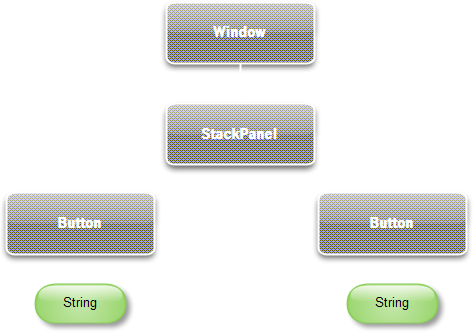 Window
StackPanel
Button
Button
String
String